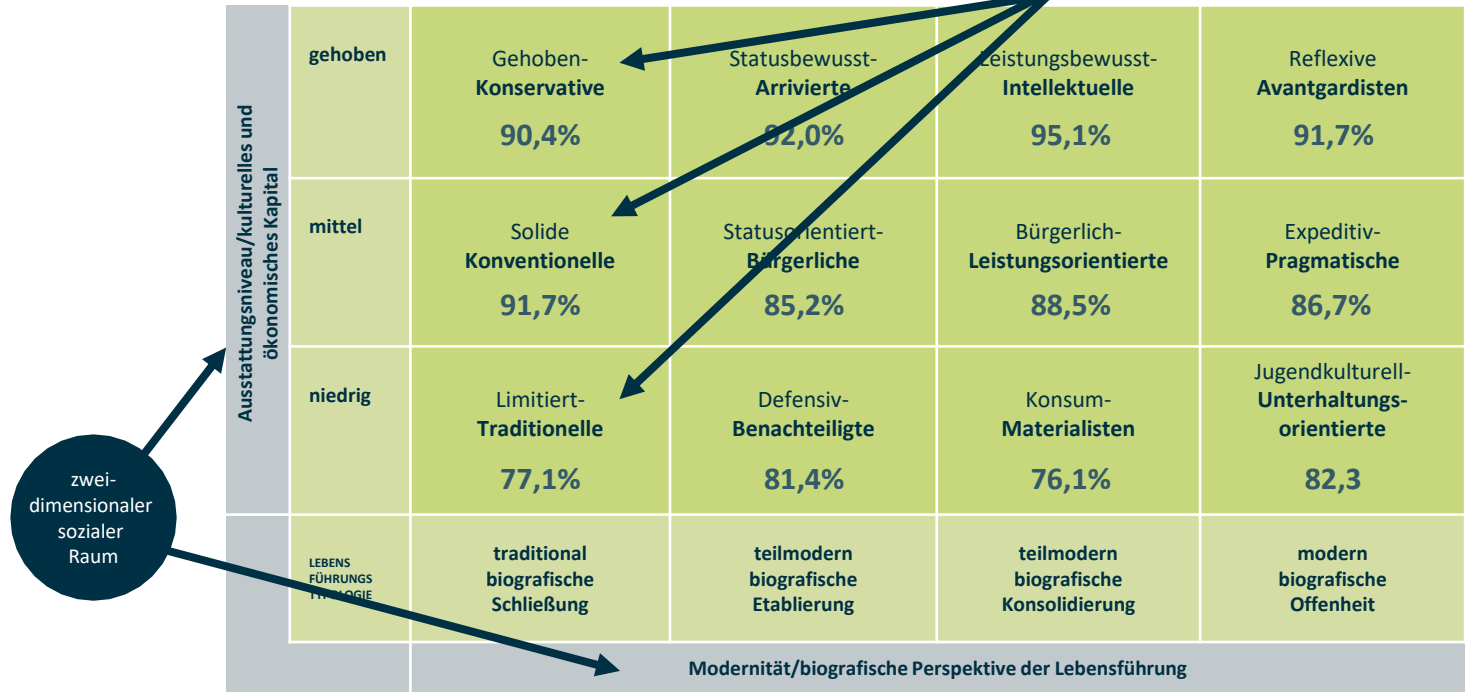 Ausstattungsniveau/kulturelles und
ökonomisches Kapital
gehoben
Gehoben-
Konservative
90,4%
Statusbewusst-
Arrivierte
92,0%
Leistungsbewusst-
Intellektuelle
95,1%
Reflexive
Avantgardisten
91,7%
mittel
Solide
Konventionelle
91,7%
Statusorientiert-
Bürgerliche
85,2%
Bürgerlich-
Leistungsorientierte
88,5%
Expeditiv-
Pragmatische
86,7%
niedrig
Limitiert-
Traditionelle
77,1%
Defensiv-
Benachteiligte
81,4%
Konsum-
Materialisten
76,1%
Jugendkulturell-
Unterhaltungs-
orientierte
82,3
zwei-
dimensionaler
sozialer
Raum
LEBENS
FÜHRUNGS
TYPOLOGIE
traditional
biografische
Schließung
teilmodern
biografische
Etablierung
teilmodern
biografische
Konsolidierung
modern
biografische
Offenheit
Modernität/biografische Perspektive der Lebensführung